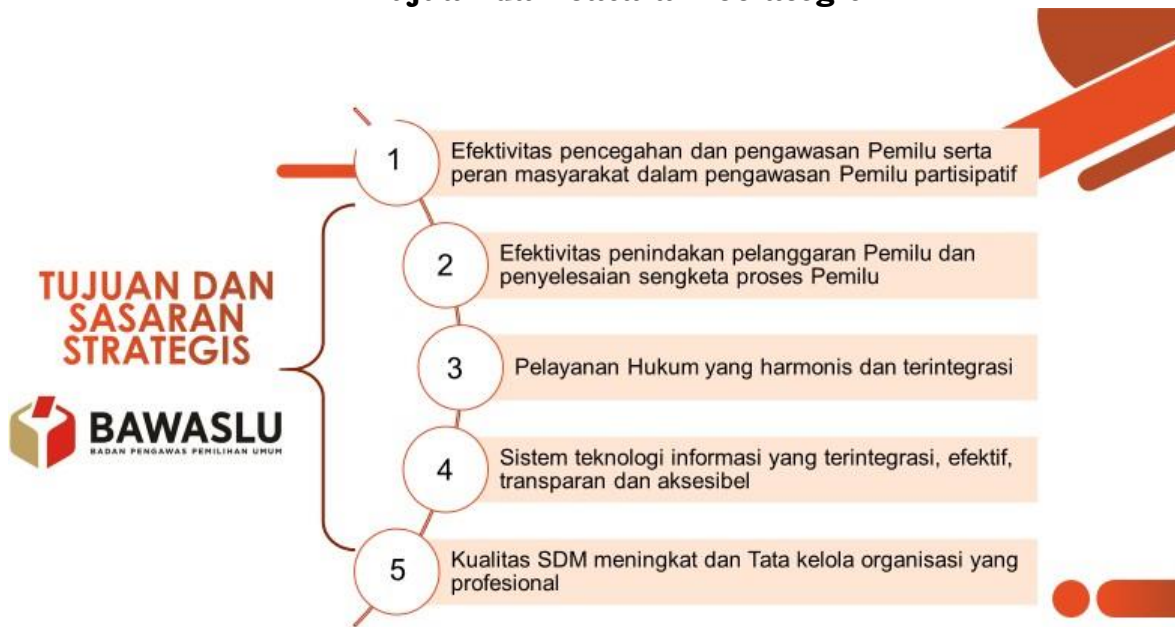 1
Efektivitas pencegahan dan pengawasan Pemilu serta
peran masyarakat dalam pengawasan Pemilu partisipatif
2
Efektivitas penindakan pelanggaran Pemilu dan
penyelesaian sengketa proses Pemilu
TUJUAN DAN
SASARAN
STRATEGIS
3
Pelayanan Hukum yang harmonis dan terintegrasi
BAWASLU
BADAN PENGAWAS PEMILIHAN UMUM
4
Sistem teknologi informasi yang terintegrasi, efektif,
transparan dan aksesibel
5
Kualitas SDM meningkat dan Tata kelola organisasi yang
profesional